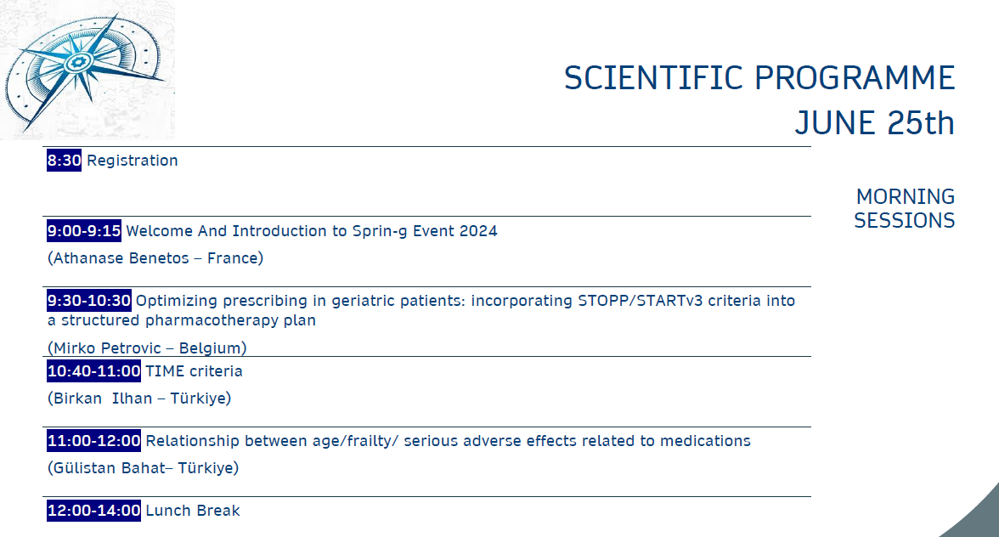 SCIENTIFIC PROGRAMME
JUNE 25th
MORNING
SESSIONS
8:30 Registration
9:00-9:15 Welcome And Introduction to Sprin-g Event 2024
(Athanase Benetos – France)
9:30-10:30 Optimizing prescribing in geriatric patients: incorporating STOPP/STARTv3 criteria into
a structured pharmacotherapy plan
(Mirko Petrovic – Belgium)
10:40-11:00 TIME criteria
(Birkan  Ilhan – Türkiye)
11:00-12:00 Relationship between age/frailty/ serious adverse effects related to medications
(Gülistan Bahat– Türkiye)
12:00-14:00 Lunch Break